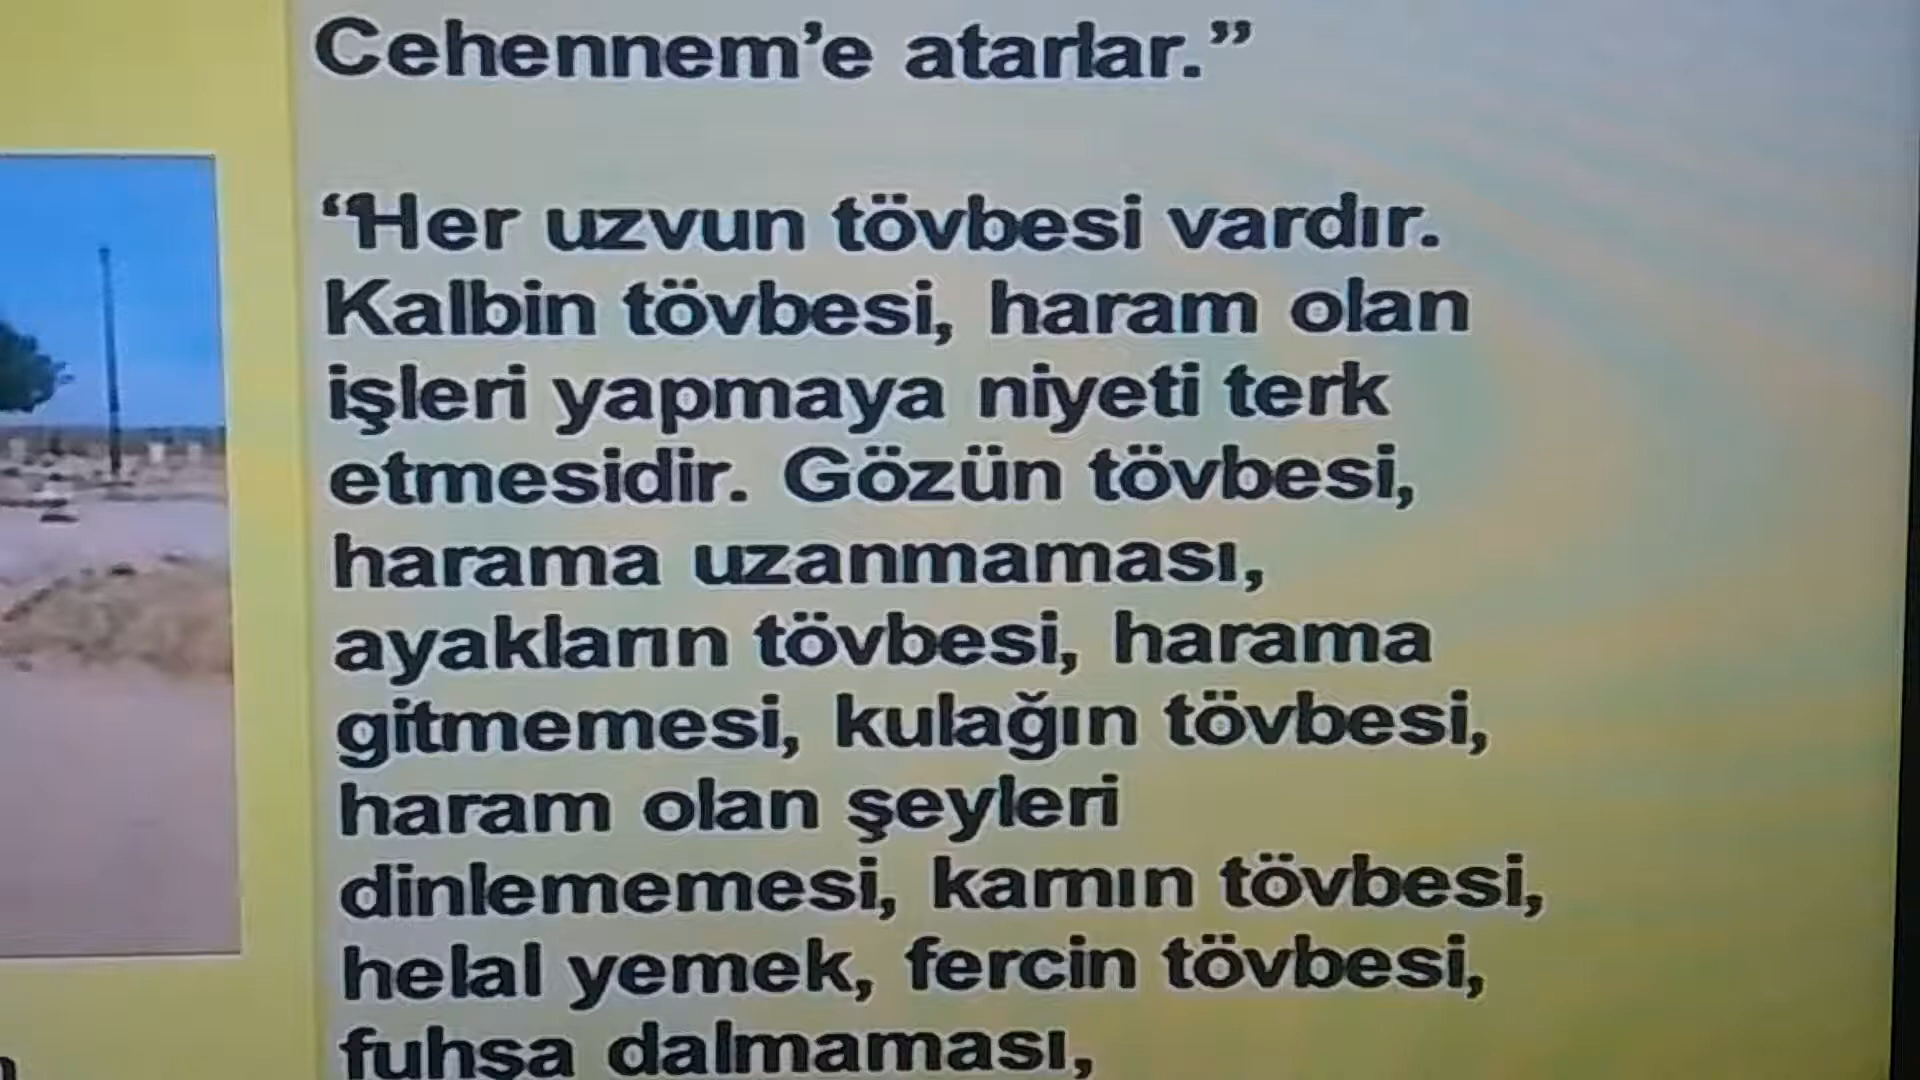 Cehennem’e atarlar.”
“Her uzvun tövbesi vardır.
Kalbin tövbesi, haram olan
işleri yapmaya niyeti terk
etmesidir. Gözün tövbesi,
harama uzanmaması,
ayakların tövbesi, harama
gitmemesi, kulağın tövbesi,
haram olan şeyleri
dinlememesi, karnın tövbesi,
helal yemek, fercin tövbesi,
fuhşa dalmaması,